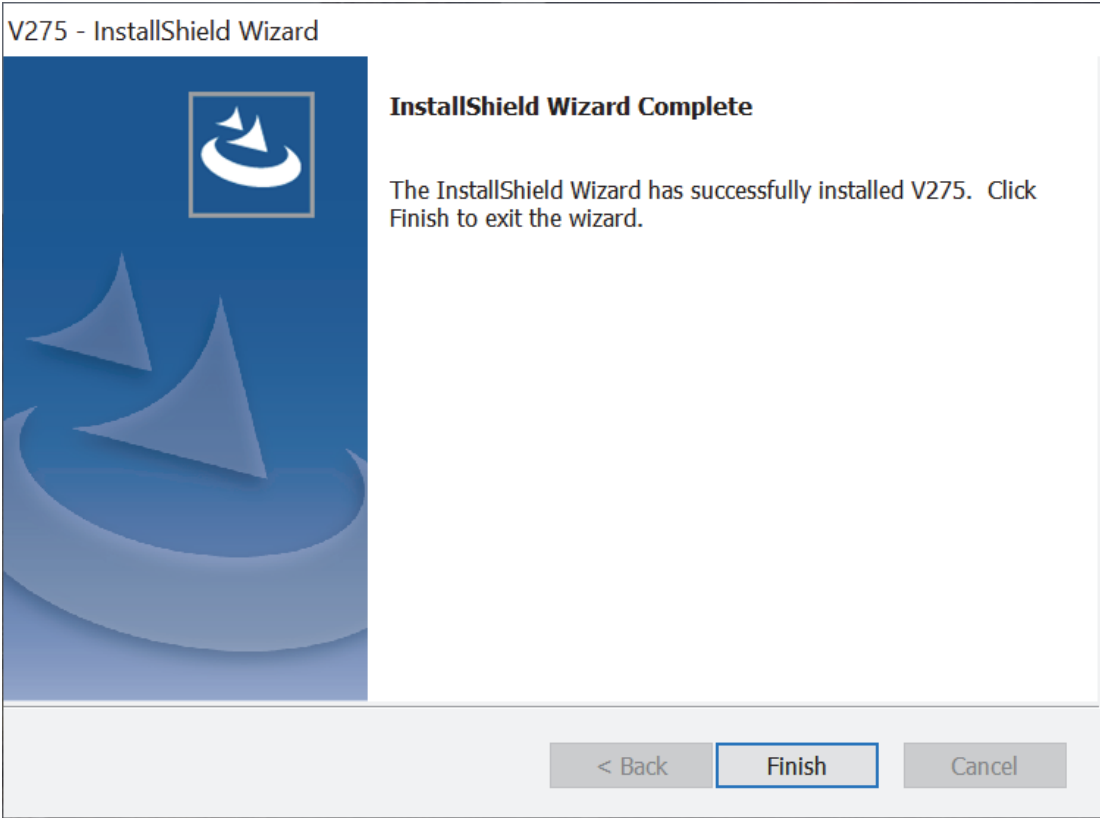 V275 - InstallShield Wizard
InstallShield Wizard Complete
The InstallShield Wizard has successfully installed V275.  Click
Finish to exit the wizard.
< Back
Finish
Cancel